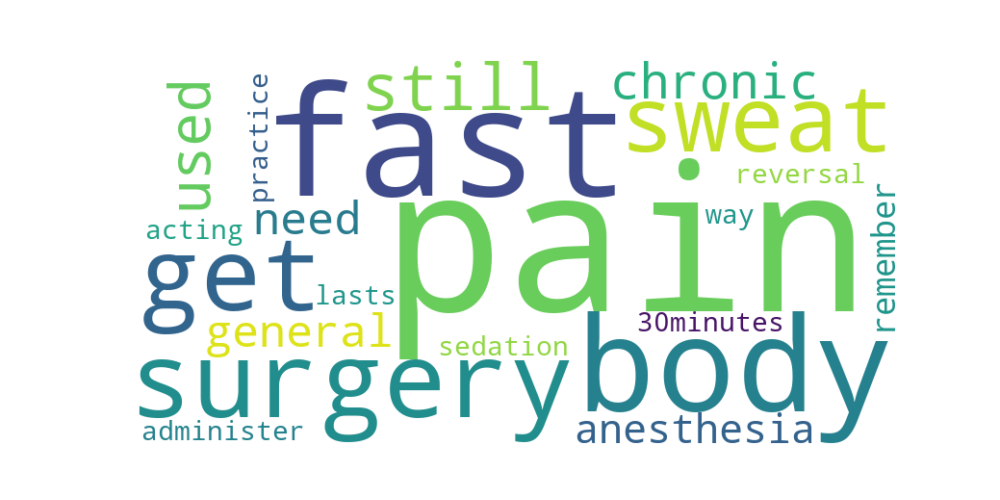 used
practice
fast
still
chronic
sweat
reversal
acting
need
pain
way
remember
get
lasts
general
sedation
30minutes
surgery
body
administer
anesthesia